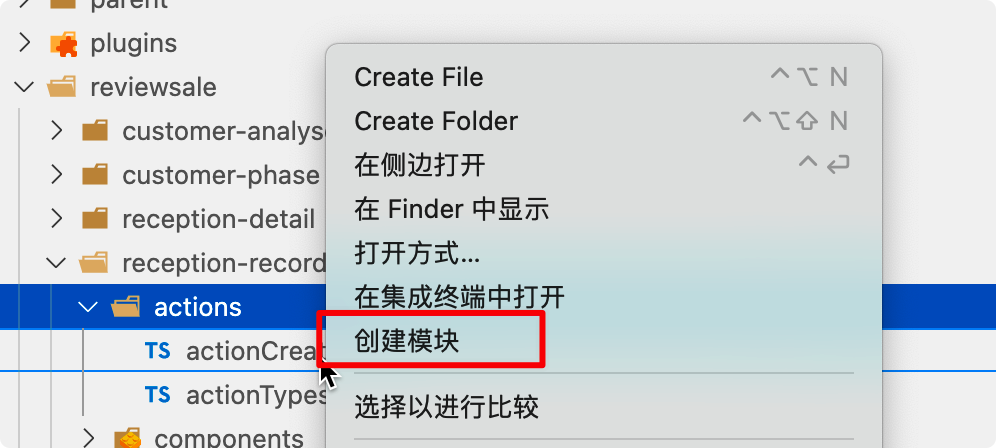 parent
plugins
reviewsale
customer-analys
customer-phase
reception-detail
reception-record
actions
TS actionCrea
TS actionTypes
components
Create File ⌃⌥ N
Create Folder ⌃⌥⇧ N
在侧边打开 ⌃↩
在 Finder 中显示
打开方式...
在集成终端中打开
创建模块
选择以进行比较